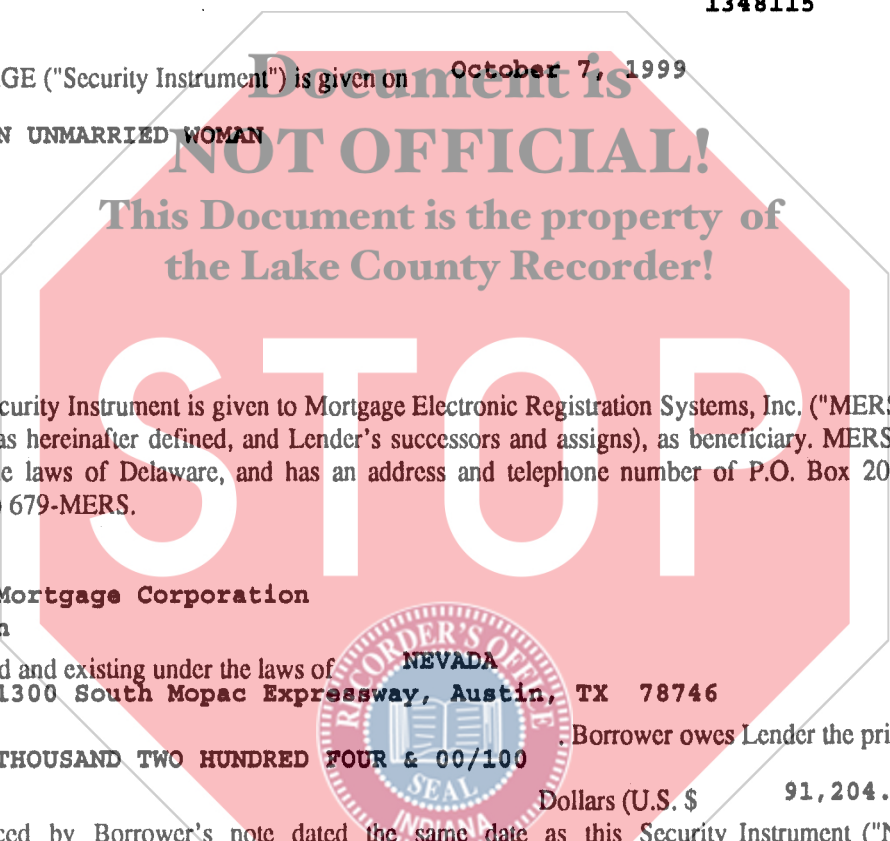 1348115
GE ("Security Instrument") is given on October 7, 1999
Document is
N UNMARRIED WOMAN
NOT OFFICIAL!
This Document is the property of
the Lake County Recorder!
STOP
curity Instrument is given to Mortgage Electronic Registration Systems, Inc. ("MERS
as hereinafter defined, and Lender's successors and assigns), as beneficiary. MERS
e laws of Delaware, and has an address and telephone number of P.O. Box 20
679-MERS.
Mortgage Corporation
n
d and existing under the laws of NEVADA
1300 South Mopac Expressway, Austin, TX 78746
. Borrower owes Lender the pri
THOUSAND TWO HUNDRED FOUR & 00/100
Dollars (U.S. $ 91,204.
ced by Borrower's note dated the same date as this Security Instrument ("N
RECORDER'S OFFICE
SEAL
INDIANA